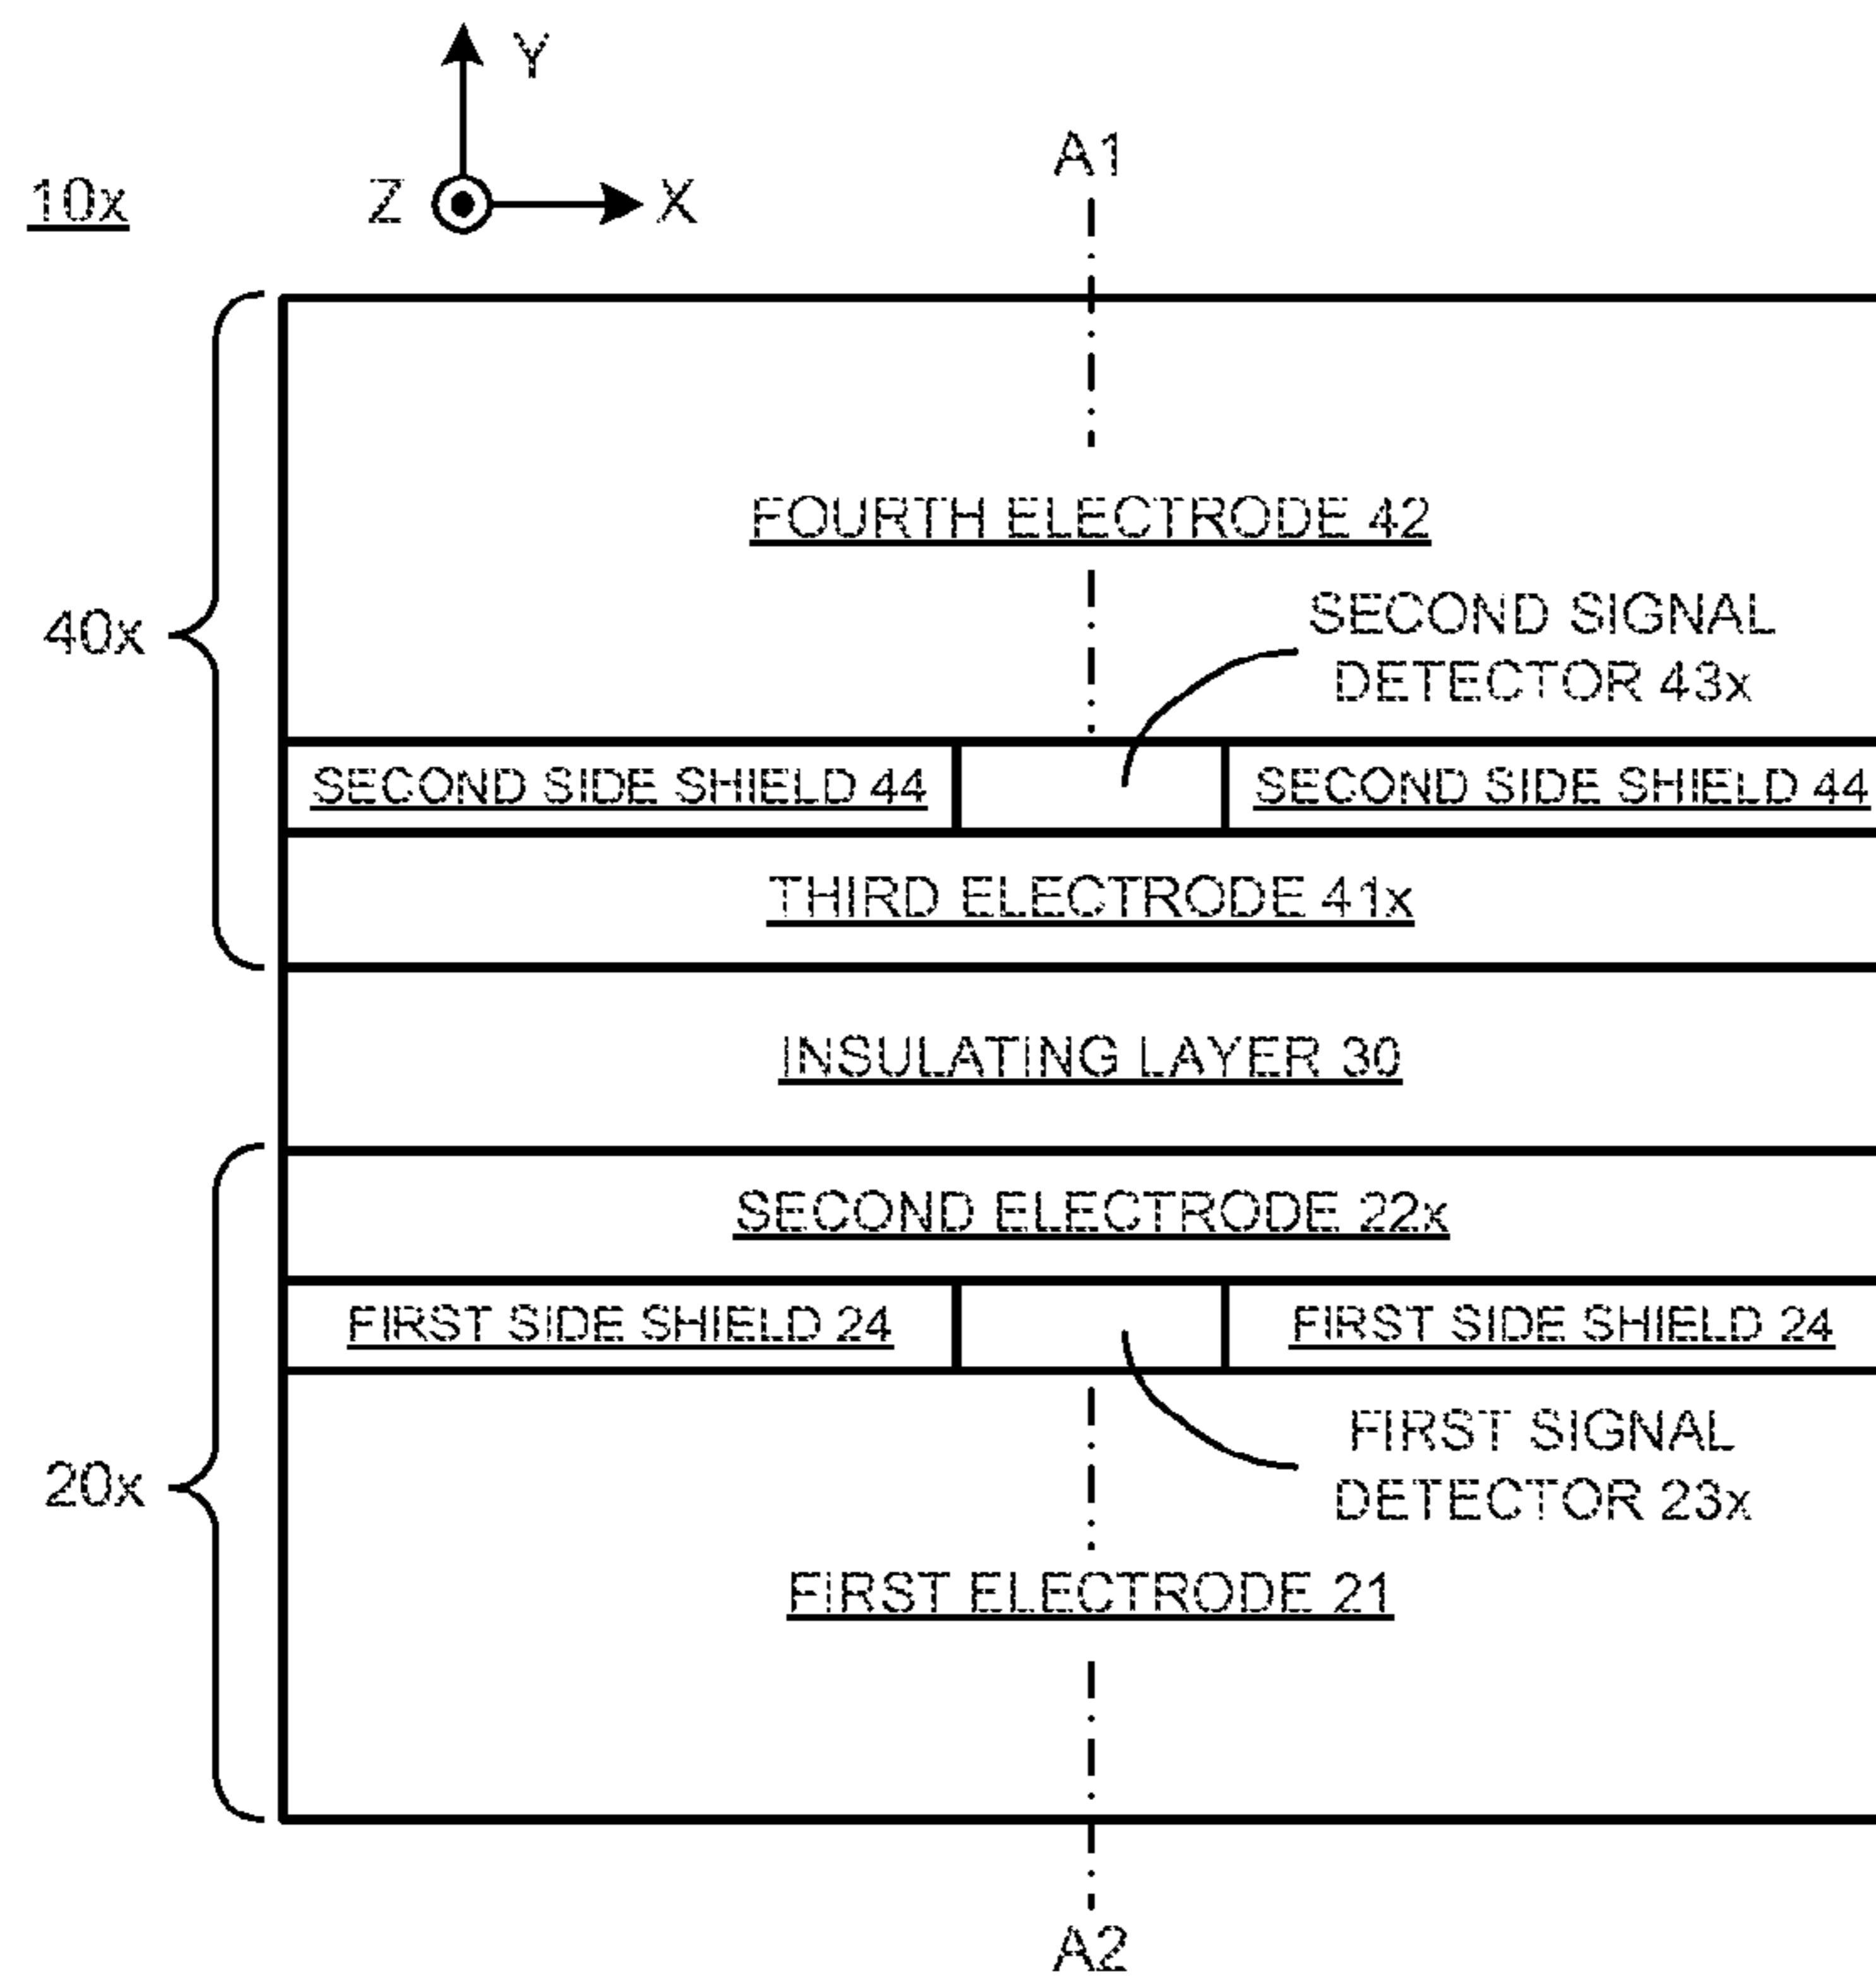 Y
A1
10x
Z
X
FOURTH ELECTRODE 42
SECOND SIGNAL
DETECTOR 43x
40x
SECOND SIDE SHIELD 44
SECOND SIDE SHIELD 44
THIRD ELECTRODE 41x
INSULATING LAYER 30
SECOND ELECTRODE 22x
FIRST SIDE SHIELD 24
FIRST SIDE SHIELD 24
FIRST SIGNAL
DETECTOR 23x
20x
FIRST ELECTRODE 21
A2